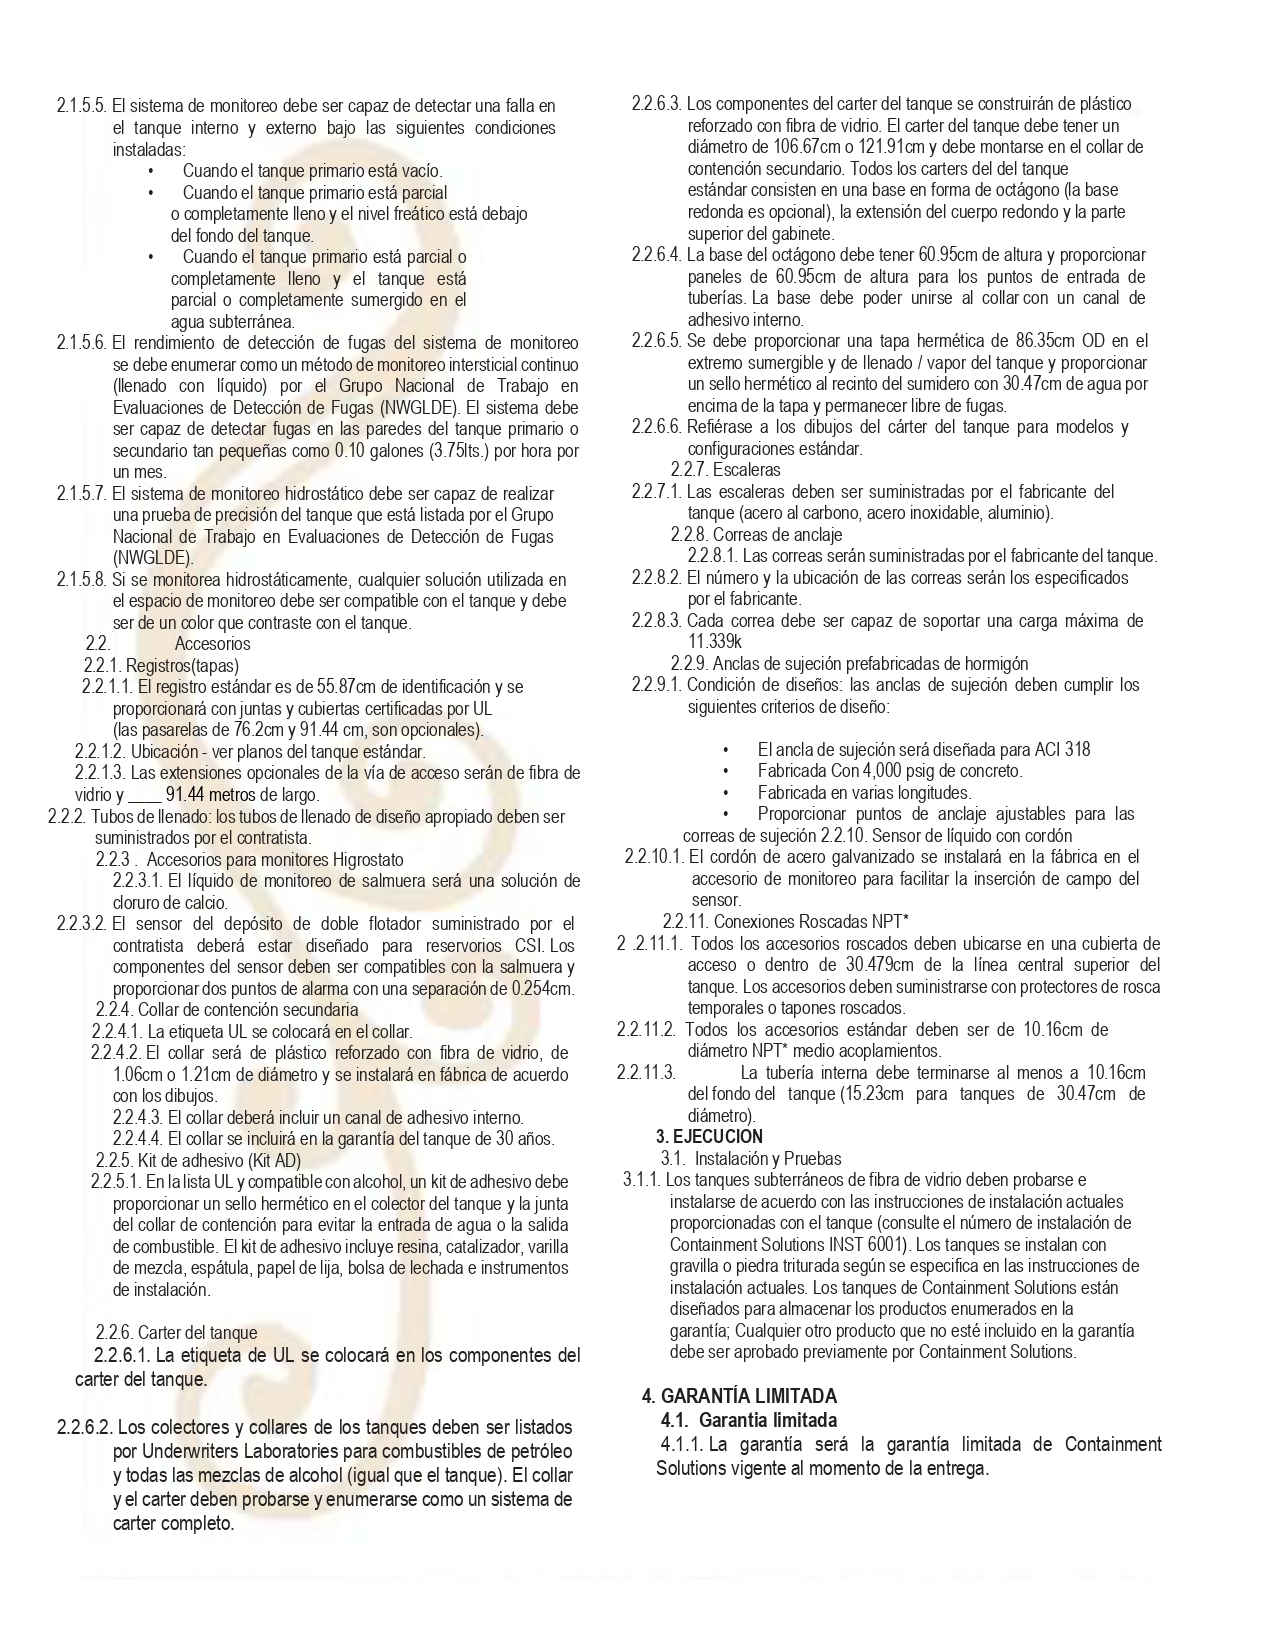 2.1.5.5. El sistema de monitoreo debe ser capaz de detectar una falla en
el tanque interno y externo bajo las siguientes condiciones
instaladas:
• Cuando el tanque primario está vacío.
• Cuando el tanque primario está parcial
o completamente lleno y el nivel freático está debajo
del fondo del tanque.
• Cuando el tanque primario está parcial o
completamente lleno y el tanque está
parcial o completamente sumergido en el
agua subterránea.
2.1.5.6. El rendimiento de detección de fugas del sistema de monitoreo
se debe enumerar como un método de monitoreo intersticial continuo
(llenado con líquido) por el Grupo Nacional de Trabajo en
Evaluaciones de Detección de Fugas (NWGLDE). El sistema debe
ser capaz de detectar fugas en las paredes del tanque primario o
secundario tan pequeñas como 0.10 galones (3.75lts.) por hora por
un mes.
2.1.5.7. El sistema de monitoreo hidrostático debe ser capaz de realizar
una prueba de precisión del tanque que está listada por el Grupo
Nacional de Trabajo en Evaluaciones de Detección de Fugas
(NWGLDE).
2.1.5.8. Si se monitorea hidrostáticamente, cualquier solución utilizada en
el espacio de monitoreo debe ser compatible con el tanque y debe
ser de un color que contraste con el tanque.
2.2. Accesorios
2.2.1. Registros(tapas)
2.2.1.1. El registro estándar es de 55.87cm de identificación y se
proporcionará con juntas y cubiertas certificadas por UL
(las pasarelas de 76.2cm y 91.44 cm, son opcionales).
2.2.1.2. Ubicación - ver planos del tanque estándar.
2.2.1.3. Las extensiones opcionales de la vía de acceso serán de fibra de
vidrio y ____ 91.44 metros de largo.
2.2.2. Tubos de llenado: los tubos de llenado de diseño apropiado deben ser
suministrados por el contratista.
2.2.3 . Accesorios para monitores Higrostato
2.2.3.1. El líquido de monitoreo de salmuera será una solución de
cloruro de calcio.
2.2.3.2. El sensor del depósito de doble flotador suministrado por el
contratista deberá estar diseñado para reservorios CSI. Los
componentes del sensor deben ser compatibles con la salmuera y
proporcionar dos puntos de alarma con una separación de 0.254cm.
2.2.4. Collar de contención secundaria
2.2.4.1. La etiqueta UL se colocará en el collar.
2.2.4.2. El collar será de plástico reforzado con fibra de vidrio, de
1.06cm o 1.21cm de diámetro y se instalará en fábrica de acuerdo
con los dibujos.
2.2.4.3. El collar deberá incluir un canal de adhesivo interno.
2.2.4.4. El collar se incluirá en la garantía del tanque de 30 años.
2.2.5. Kit de adhesivo (Kit AD)
2.2.5.1. En la lista UL y compatible con alcohol, un kit de adhesivo debe
proporcionar un sello hermético en el colector del tanque y la junta
del collar de contención para evitar la entrada de agua o la salida
de combustible. El kit de adhesivo incluye resina, catalizador, varilla
de mezcla, espátula, papel de lija, bolsa de lechada e instrumentos
de instalación.
2.2.6. Carter del tanque
2.2.6.1. La etiqueta de UL se colocará en los componentes del
carter del tanque.
2.2.6.2. Los colectores y collares de los tanques deben ser listados
por Underwriters Laboratories para combustibles de petróleo
y todas las mezclas de alcohol (igual que el tanque). El collar
y el carter deben probarse y enumerarse como un sistema de
carter completo.
2.2.6.3. Los componentes del carter del tanque se construirán de plástico
reforzado con fibra de vidrio. El carter del tanque debe tener un
diámetro de 106.67cm o 121.91cm y debe montarse en el collar de
contención secundario. Todos los carters del del tanque
estándar consisten en una base en forma de octágono (la base
redonda es opcional), la extensión del cuerpo redondo y la parte
superior del gabinete.
2.2.6.4. La base del octágono debe tener 60.95cm de altura y proporcionar
paneles de 60.95cm de altura para los puntos de entrada de
tuberías. La base debe poder unirse al collar con un canal de
adhesivo interno.
2.2.6.5. Se debe proporcionar una tapa hermética de 86.35cm OD en el
extremo sumergible y de llenado / vapor del tanque y proporcionar
un sello hermético al recinto del sumidero con 30.47cm de agua por
encima de la tapa y permanecer libre de fugas.
2.2.6.6. Refiérase a los dibujos del cárter del tanque para modelos y
configuraciones estándar.
2.2.7. Escaleras
2.2.7.1. Las escaleras deben ser suministradas por el fabricante del
tanque (acero al carbono, acero inoxidable, aluminio).
2.2.8. Correas de anclaje
2.2.8.1. Las correas serán suministradas por el fabricante del tanque.
2.2.8.2. El número y la ubicación de las correas serán los especificados
por el fabricante.
2.2.8.3. Cada correa debe ser capaz de soportar una carga máxima de
11.339k
2.2.9. Anclas de sujeción prefabricadas de hormigón
2.2.9.1. Condición de diseños: las anclas de sujeción deben cumplir los
siguientes criterios de diseño:
• El ancla de sujeción será diseñada para ACI 318
• Fabricada Con 4,000 psig de concreto.
• Fabricada en varias longitudes.
• Proporcionar puntos de anclaje ajustables para las
correas de sujeción 2.2.10. Sensor de líquido con cordón
2.2.10.1. El cordón de acero galvanizado se instalará en la fábrica en el
accesorio de monitoreo para facilitar la inserción de campo del
sensor.
2.2.11. Conexiones Roscadas NPT*
2 .2.11.1. Todos los accesorios roscados deben ubicarse en una cubierta de
acceso o dentro de 30.479cm de la línea central superior del
tanque. Los accesorios deben suministrarse con protectores de rosca
temporales o tapones roscados.
2.2.11.2. Todos los accesorios estándar deben ser de 10.16cm de
diámetro NPT* medio acoplamientos.
2.2.11.3. La tubería interna debe terminarse al menos a 10.16cm
del fondo del tanque (15.23cm para tanques de 30.47cm de
diámetro).
3. EJECUCION
3.1. Instalación y Pruebas
3.1.1. Los tanques subterráneos de fibra de vidrio deben probarse e
instalarse de acuerdo con las instrucciones de instalación actuales
proporcionadas con el tanque (consulte el número de instalación de
Containment Solutions INST 6001). Los tanques se instalan con
gravilla o piedra triturada según se especifica en las instrucciones de
instalación actuales. Los tanques de Containment Solutions están
diseñados para almacenar los productos enumerados en la
garantía; Cualquier otro producto que no esté incluido en la garantía
debe ser aprobado previamente por Containment Solutions.
4. GARANTÍA LIMITADA
4.1. Garantia limitada
4.1.1. La garantía será la garantía limitada de Containment
Solutions vigente al momento de la entrega.